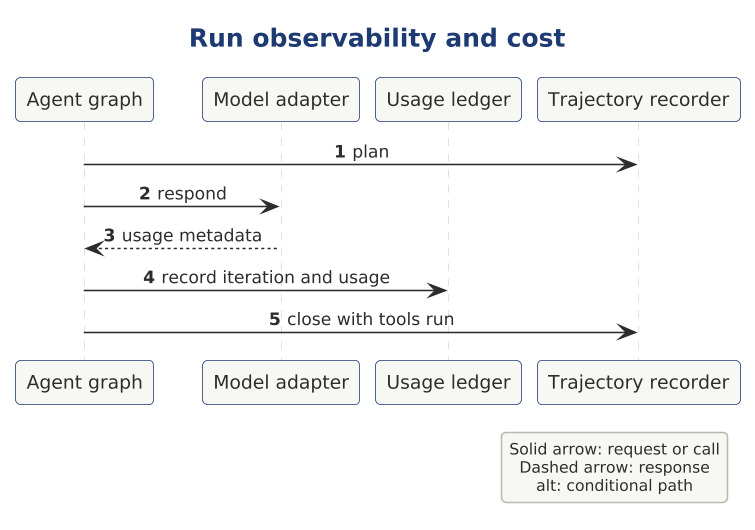 Run observability and cost
Agent graph
Model adapter
Usage ledger
Trajectory recorder
1 plan
2 respond
3 usage metadata
4 record iteration and usage
5 close with tools run
Agent graph
Model adapter
Usage ledger
Trajectory recorder
Solid arrow: request or call
Dashed arrow: response
alt: conditional path